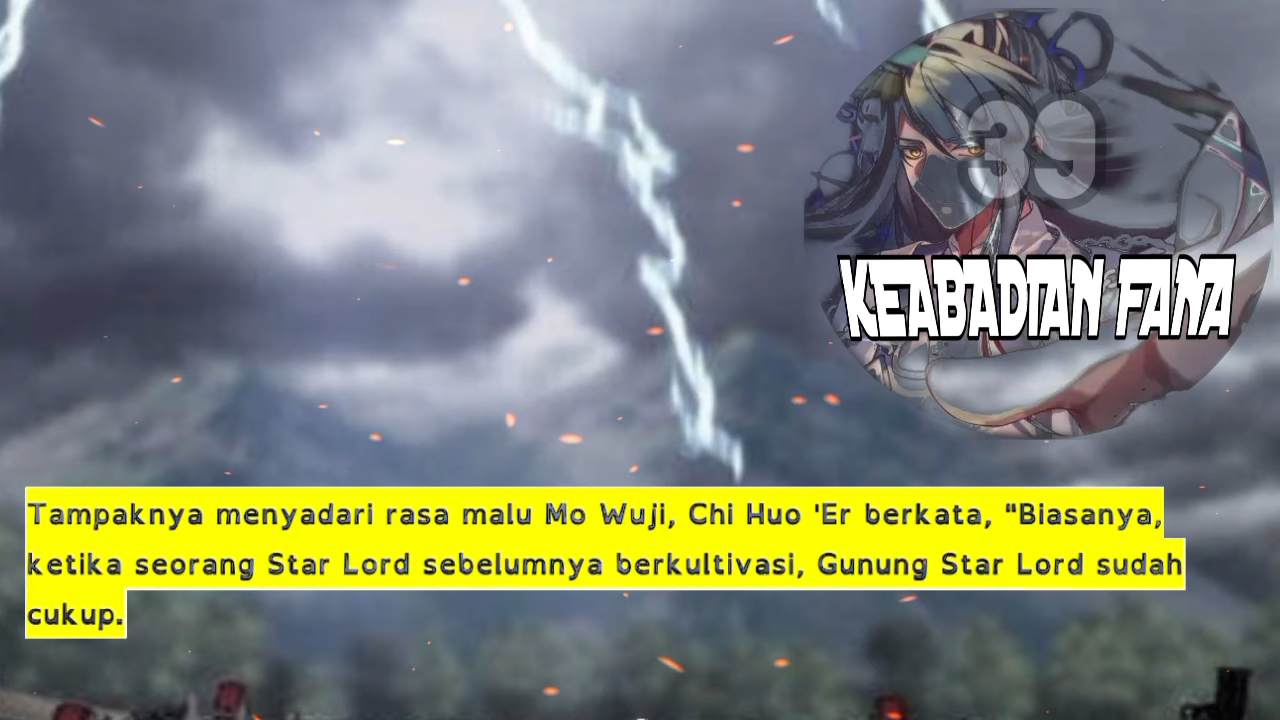 39
KEABADIAN FANA
Tampaknya menyadari rasa malu Mo Wuji, Chi Huo 'Er berkata, "Biasanya,
ketika seorang Star Lord sebelumnya berkultivasi, Gunung Star Lord sudah
cukup.